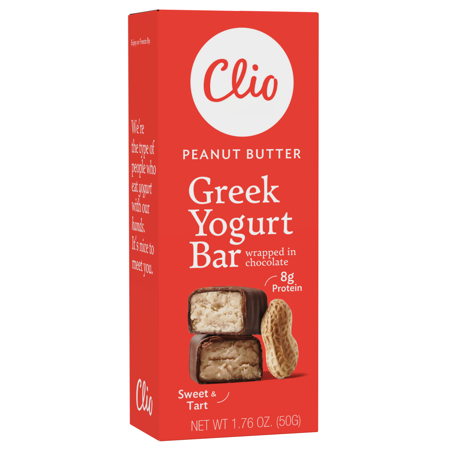 Clio
PEANUT BUTTER
Greek
Yogurt
Bar
wrapped in
chocolate
8g
Protein
Sweet &
Tart
NET WT 1.76 OZ. (50G)
We're
the type of
people who
eat yogurt
with our
hands.
It's nice to
meet you.
Clio